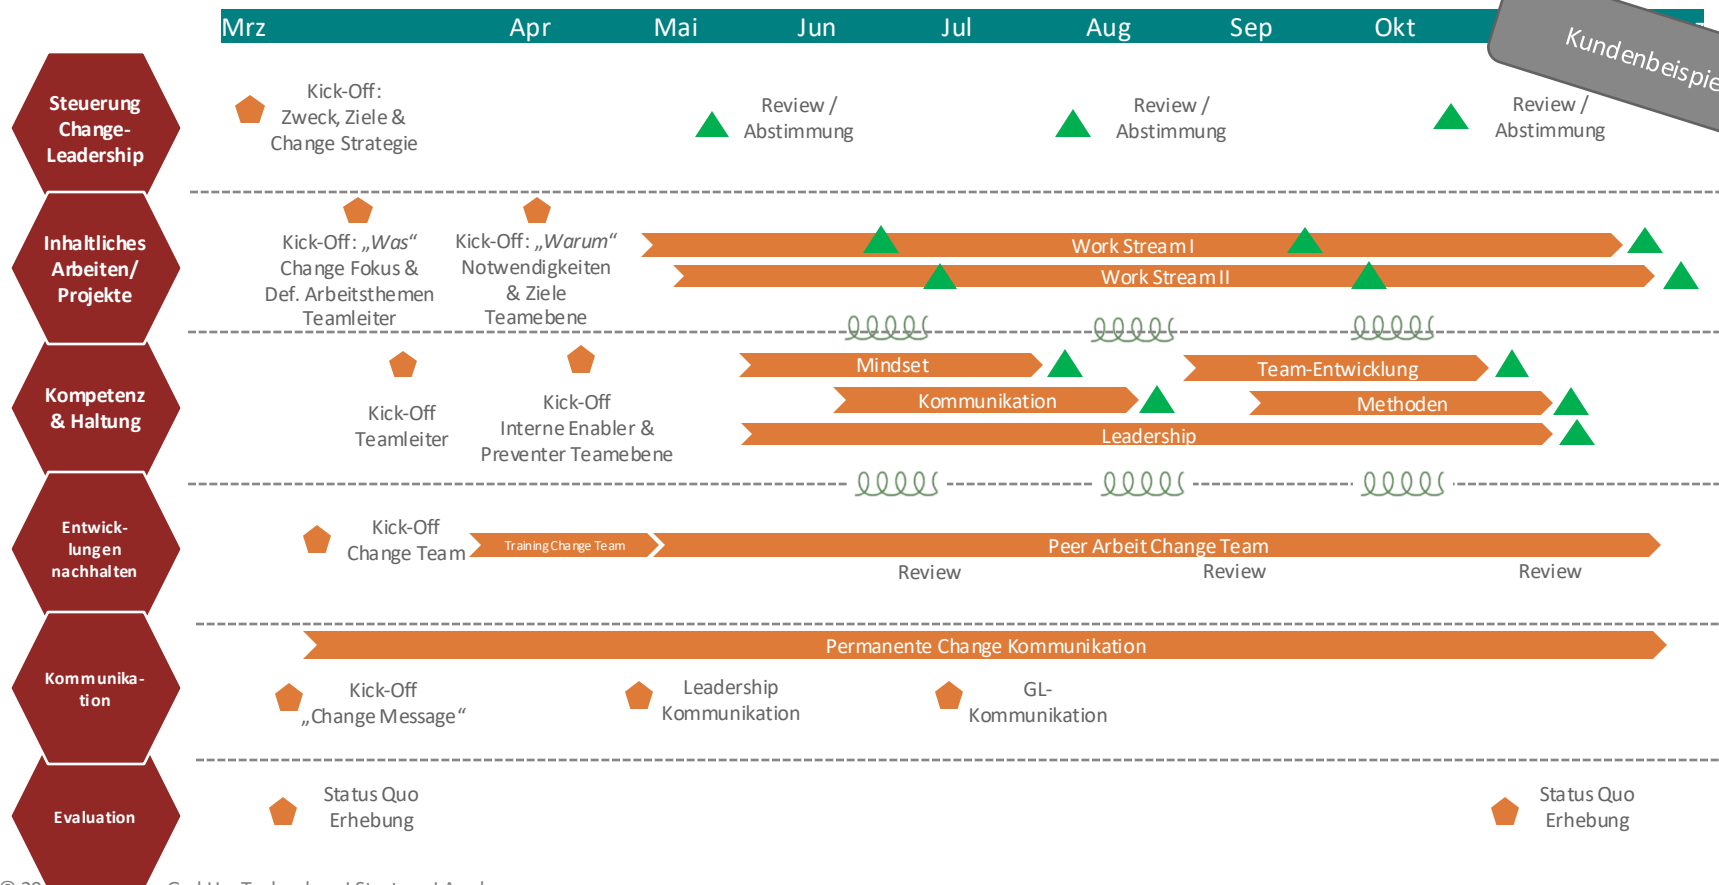 Mrz Apr Mai Jun Jul Aug Sep Okt
Steuerung
Change-
Leadership
Kick-Off:
Zweck, Ziele &
Change Strategie
Review /
Abstimmung
Review /
Abstimmung
Review /
Abstimmung
Inhaltliches
Arbeiten/
Projekte
Kick-Off: „Was“
Change Fokus &
Def. Arbeitsthemen
Teamleiter
Kick-Off: „Warum“
Notwendigkeiten
& Ziele
Teamebene
Work Stream I
Work Stream II
Kompetenz
& Haltung
Kick-Off
Teamleiter
Kick-Off
Interne Enabler &
Preventer Teamebene
Mindset
Team-Entwicklung
Kommunikation
Methoden
Leadership
Entwick-
lungen
nachhalten
Kick-Off
Change Team
Training Change Team
Peer Arbeit Change Team
Review
Review
Review
Kommunika-
tion
Permanente Change Kommunikation
Kick-Off
„Change Message“
Leadership
Kommunikation
GL-
Kommunikation
Evaluation
Status Quo
Erhebung
Status Quo
Erhebung